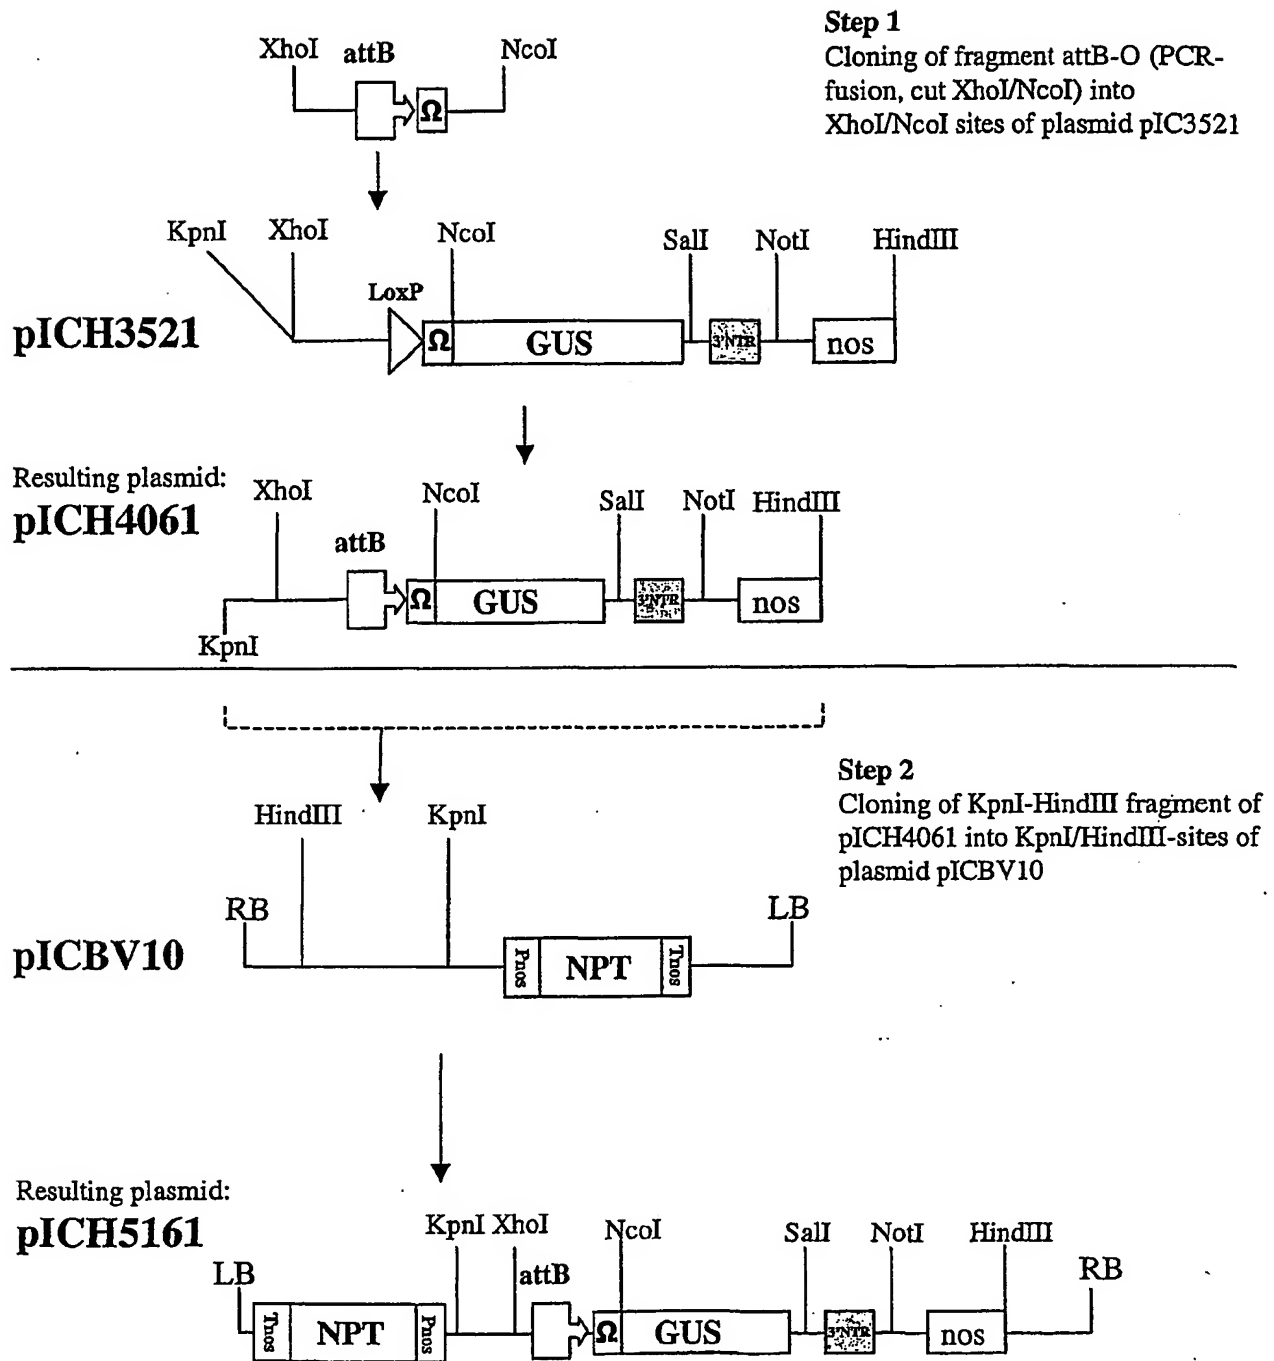 Step 1
Cloning of fragment attB-O (PCR-
fusion, cut XhoI/NcoI) into
XhoI/NcoI sites of plasmid pIC3521
XhoI attB NcoI
Ω
KpnI XhoI NcoI SalI NotI HindIII
LoxP
pICH3521
Ω GUS 3'NTR nos
Resulting plasmid:
pICH4061
XhoI NcoI SalI NotI HindIII
attB
Ω GUS 3'NTR nos
KpnI
Step 2
Cloning of KpnI-HindIII fragment of
pICH4061 into KpnI/HindIII-sites of
plasmid pICBV10
HindIII KpnI
RB LB
pICBV10
Pnos NPT Tnos
Resulting plasmid:
pICH5161
KpnI XhoI NcoI SalI NotI HindIII
LB attB RB
Tnos NPT Pnos Ω GUS 3'NTR nos